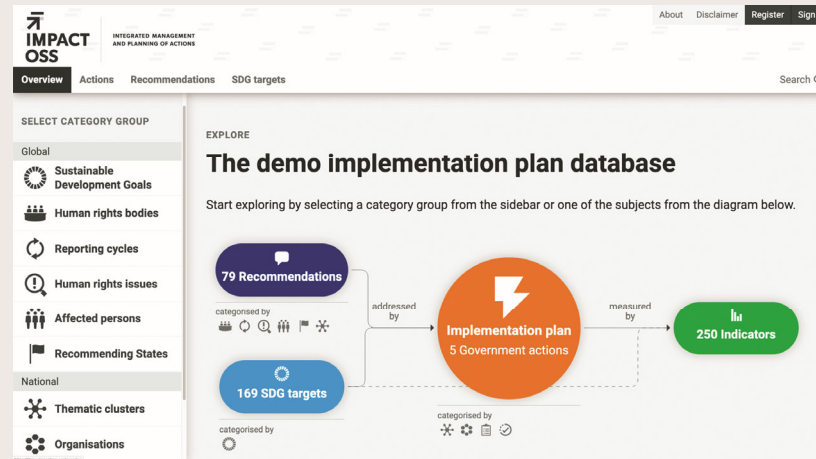 About Disclaimer Register Sign
IMPACT
OSS
INTEGRATED MANAGEMENT
AND PLANNING OF ACTIONS
Overview Actions Recommendations SDG targets Search
SELECT CATEGORY GROUP
Global
Sustainable
Development Goals
Human rights bodies
Reporting cycles
Human rights issues
Affected persons
Recommending States
National
Thematic clusters
Organisations
EXPLORE
The demo implementation plan database
Start exploring by selecting a category group from the sidebar or one of the subjects from the diagram below.
79 Recommendations
categorised by
169 SDG targets
categorised by
addressed
by
Implementation plan
5 Government actions
categorised by
measured
by
250 Indicators